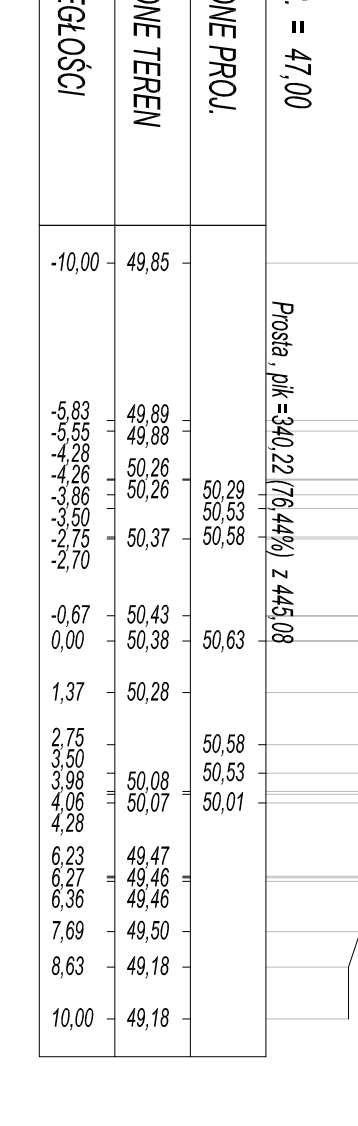 = 47,00
ONE PROJ.
ONE TEREN
EGŁOŚCI
Prosta , pik =340,22 (76,44%) z 445,08
-10,00 49,85
-5,83 49,89
-5,55 49,88
-4,28
-4,26 50,26
-3,86 50,26 50,29
-3,50 50,53
-2,75 50,37 50,58
-2,70
-0,67 50,43
0,00 50,38 50,63
1,37 50,28
2,75 50,58
3,50 50,53
3,98 50,08
4,06 50,07 50,01
4,28
6,23 49,47
6,27 49,46
6,36 49,46
7,69 49,50
8,63 49,18
10,00 49,18